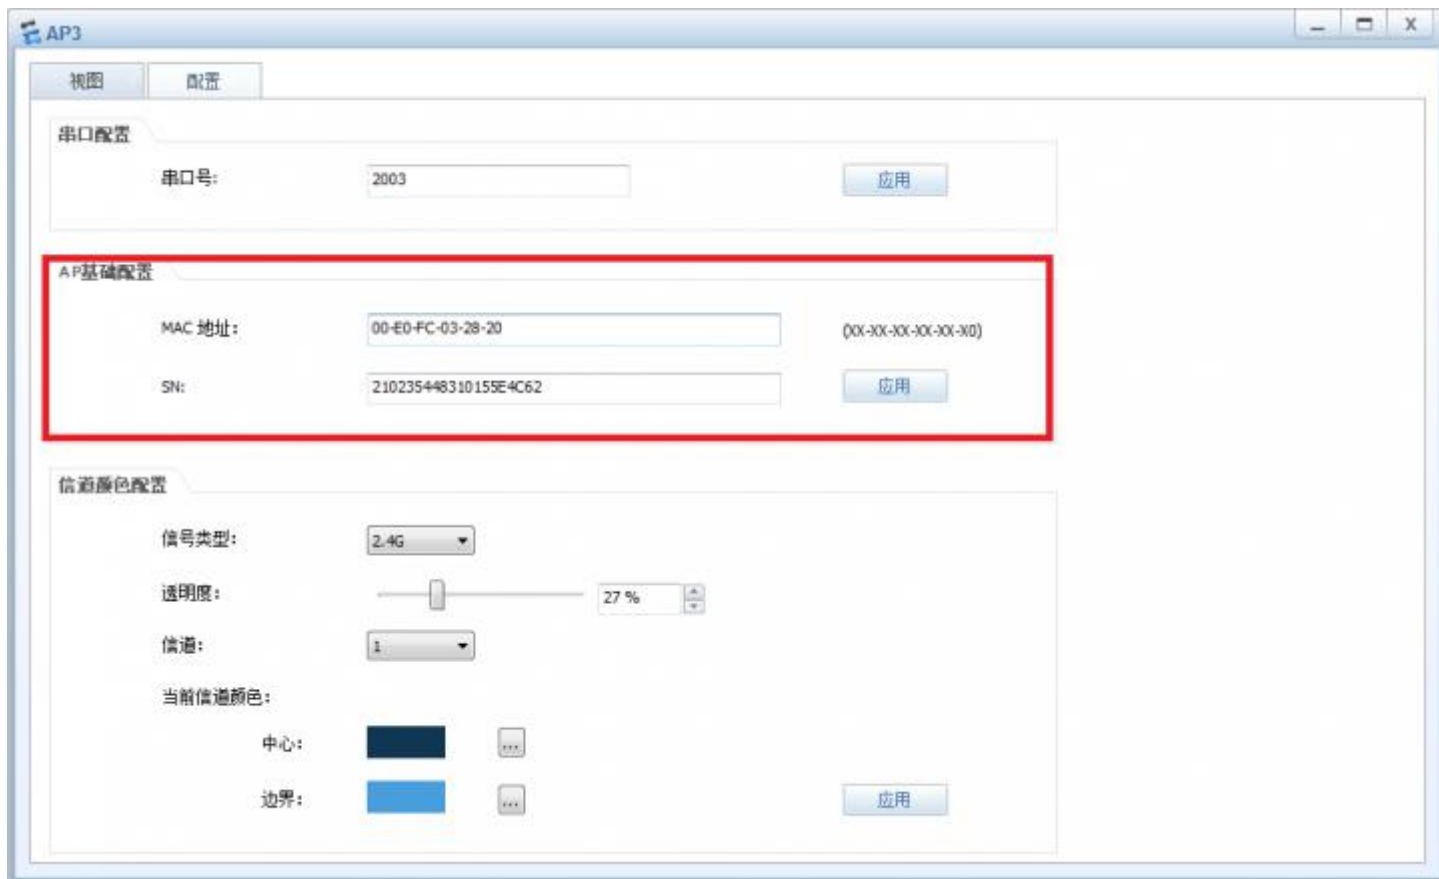 AP3
视图 配置
串口配置
串口号: 2003 应用
AP基础配置
MAC 地址: 00-E0-FC-03-28-20 (XX-XX-XX-XX-XX-X0)
SN: 210235448310155E4C62 应用
信道颜色配置
信号类型: 2.4G
透明度: 27 %
信道: 1
当前信道颜色:
中心: ...
边界: ... 应用